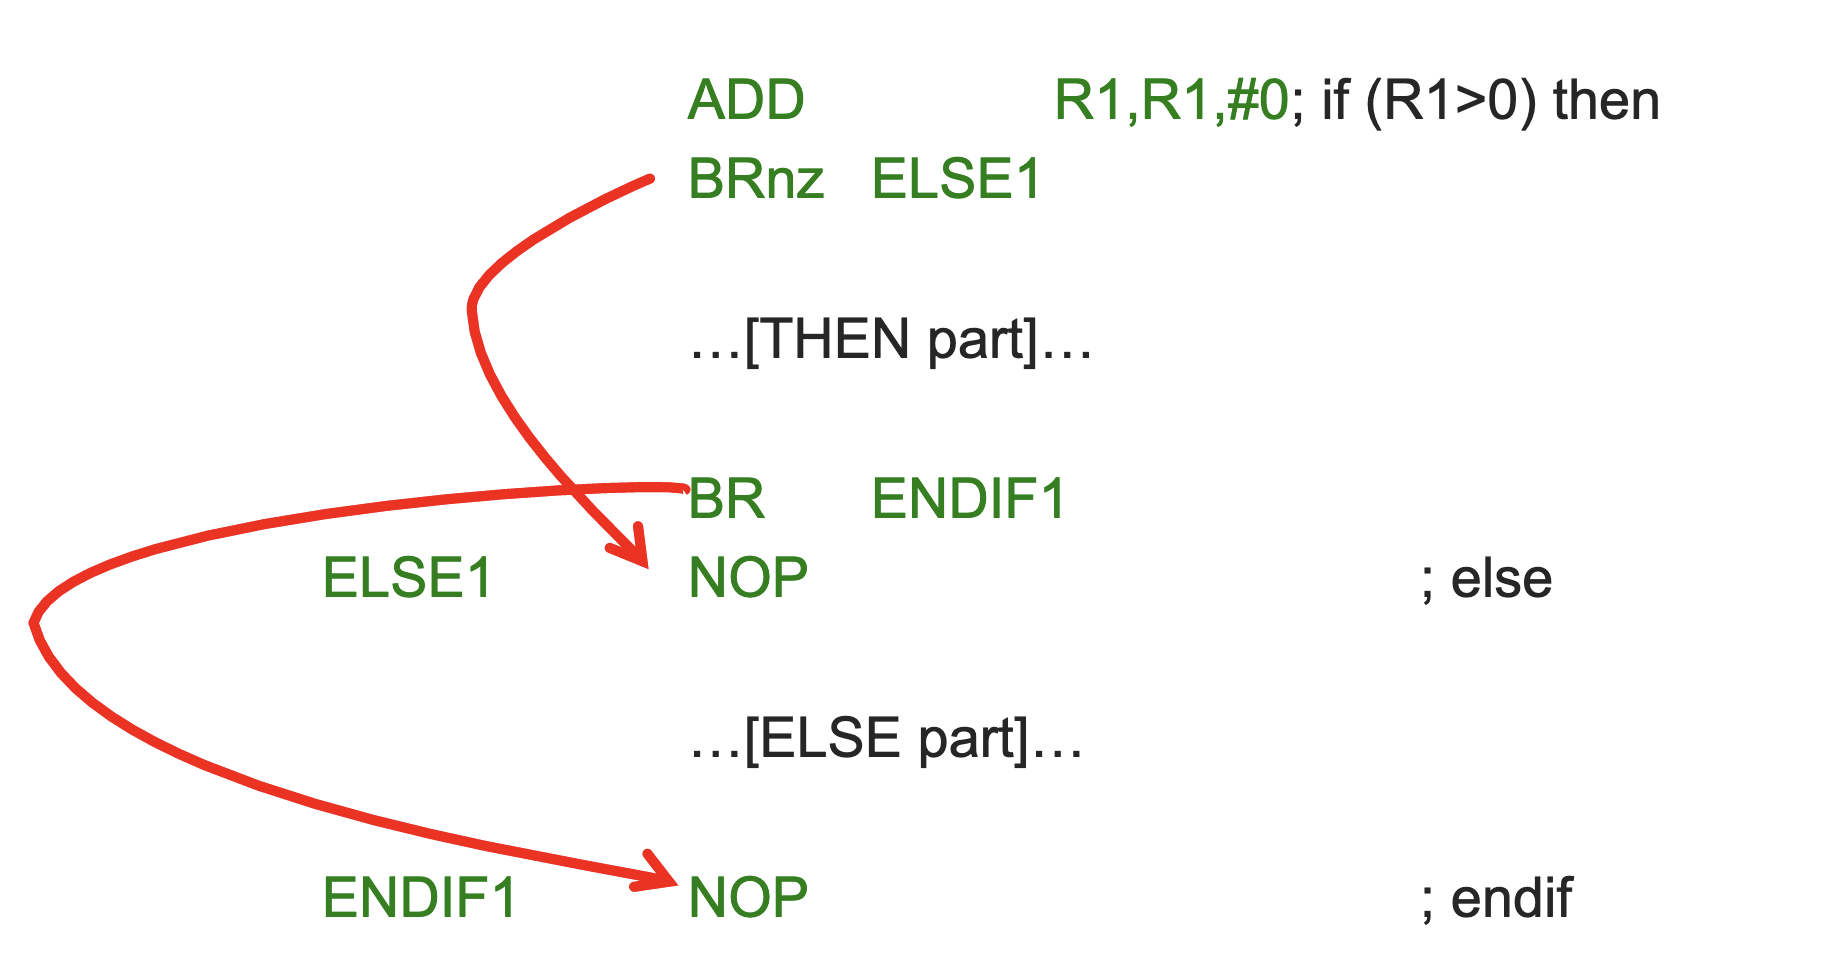 ADD R1,R1,#0; if (R1>0) then
BRnz ELSE1
…[THEN part]…
BR ENDIF1
ELSE1 NOP ; else
…[ELSE part]…
ENDIF1 NOP ; endif